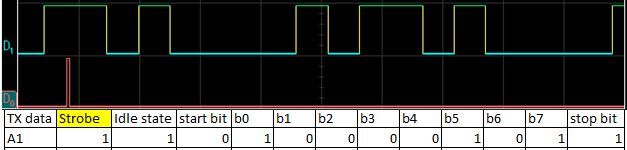 D1
D0
TX data Strobe Idle state start bit b0 b1 b2 b3 b4 b5 b6 b7 stop bit
A1 1 1 0 1 0 0 0 0 1 0 1 1